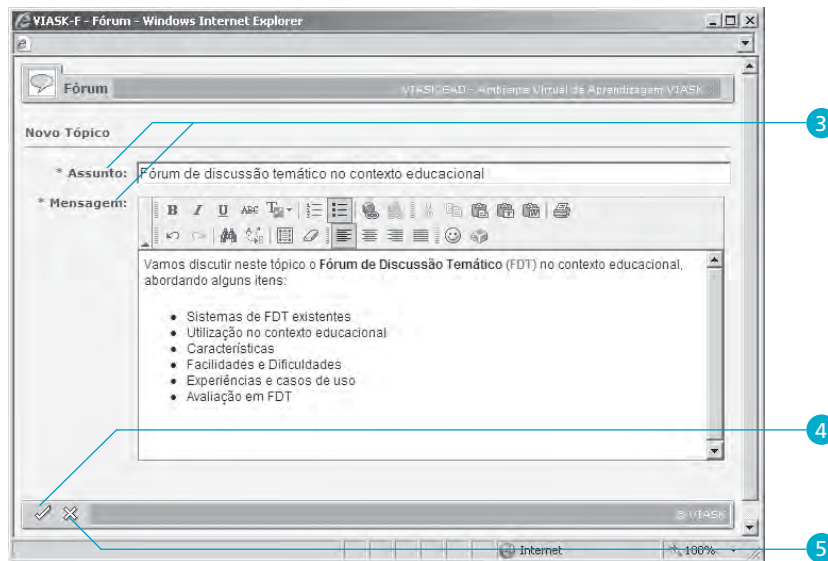 VIASK-F - Fórum - Windows Internet Explorer
Fórum
VIASK-EAD - Ambiente Virtual de Aprendizagem VIASK
Novo Tópico
3
* Assunto: Fórum de discussão temático no contexto educacional
* Mensagem:
B I U ABC
Vamos discutir neste tópico o Fórum de Discussão Temático (FDT) no contexto educacional,
abordando alguns itens:
• Sistemas de FDT existentes
• Utilização no contexto educacional
• Características
• Facilidades e Dificuldades
• Experiências e casos de uso
• Avaliação em FDT
4
© VIASK
Internet 100%
5